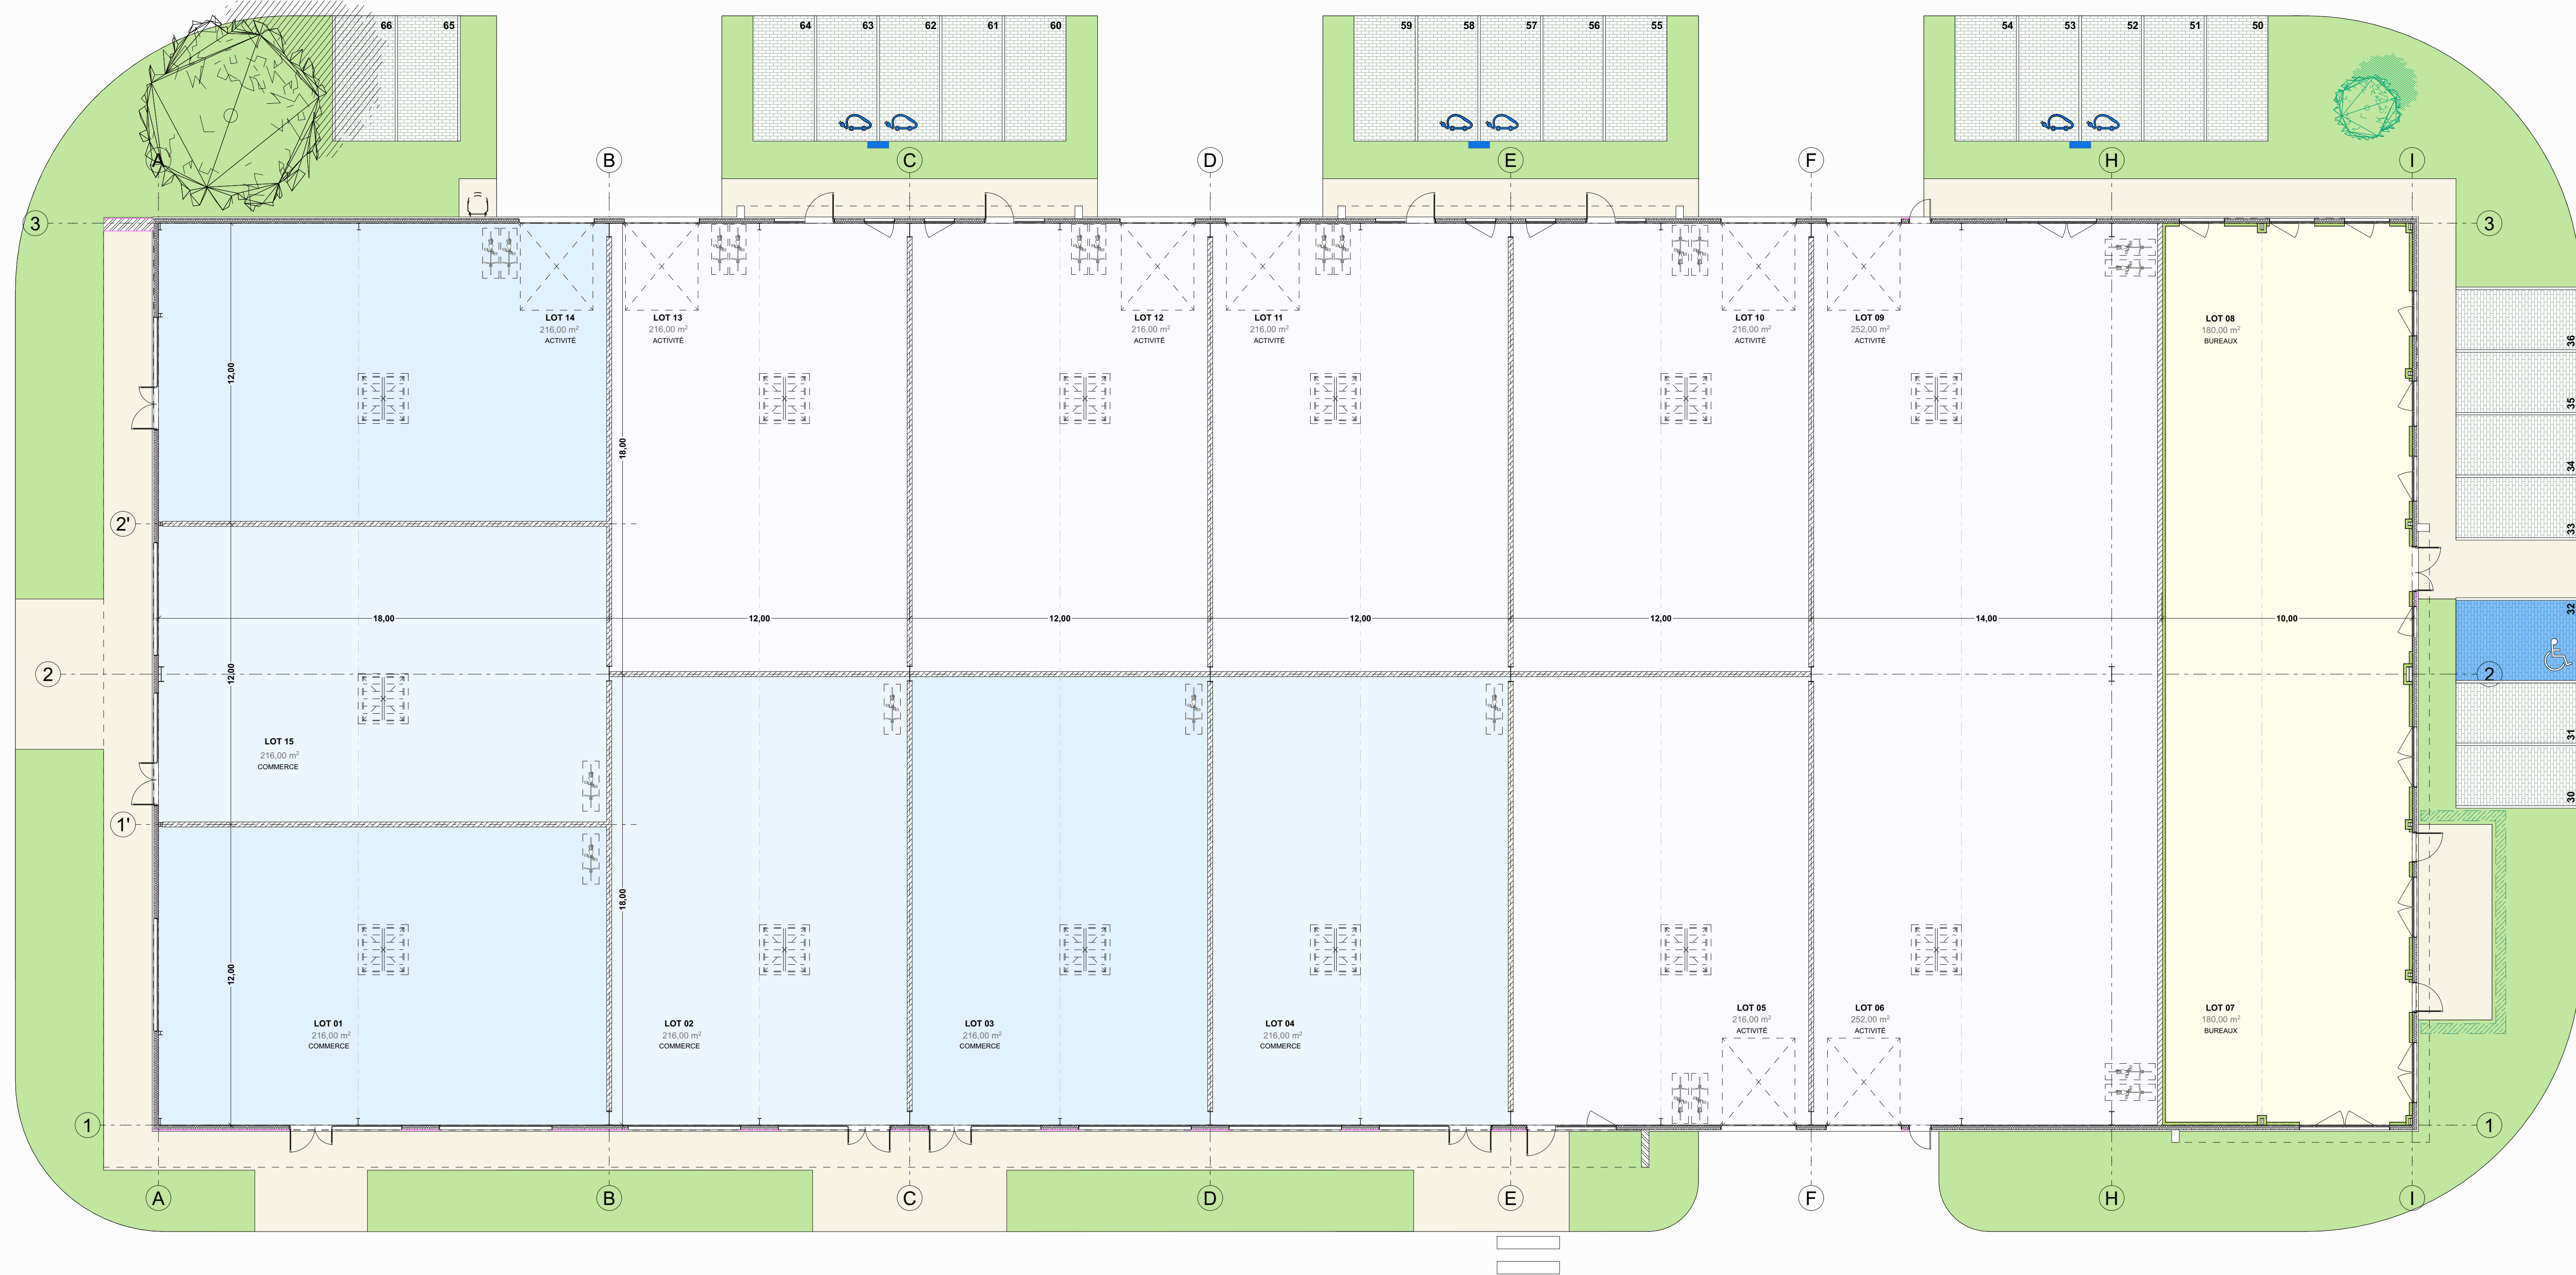 66 65 64 63 62 61 60 59 58 57 56 55 54 53 52 51 50
A B C D E F H I
3 3
LOT 14
216,00 m²
ACTIVITÉ
LOT 13
216,00 m²
ACTIVITÉ
LOT 12
216,00 m²
ACTIVITÉ
LOT 11
216,00 m²
ACTIVITÉ
LOT 10
216,00 m²
ACTIVITÉ
LOT 09
252,00 m²
ACTIVITÉ
LOT 08
180,00 m²
BUREAUX
36
35
34
33
32
31
30
12,00
18,00
2'
18,00 12,00 12,00 12,00 12,00 14,00 10,00
2 12,00 2
LOT 15
216,00 m²
COMMERCE
1'
18,00
12,00
LOT 01
216,00 m²
COMMERCE
LOT 02
216,00 m²
COMMERCE
LOT 03
216,00 m²
COMMERCE
LOT 04
216,00 m²
COMMERCE
LOT 05
216,00 m²
ACTIVITÉ
LOT 06
252,00 m²
ACTIVITÉ
LOT 07
180,00 m²
BUREAUX
1 1
A B C D E F H I